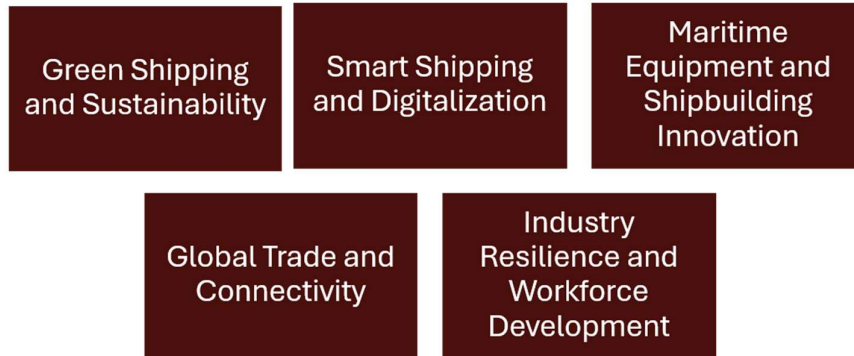 Green Shipping
and Sustainability
Smart Shipping
and Digitalization
Maritime
Equipment and
Shipbuilding
Innovation
Global Trade and
Connectivity
Industry
Resilience and
Workforce
Development